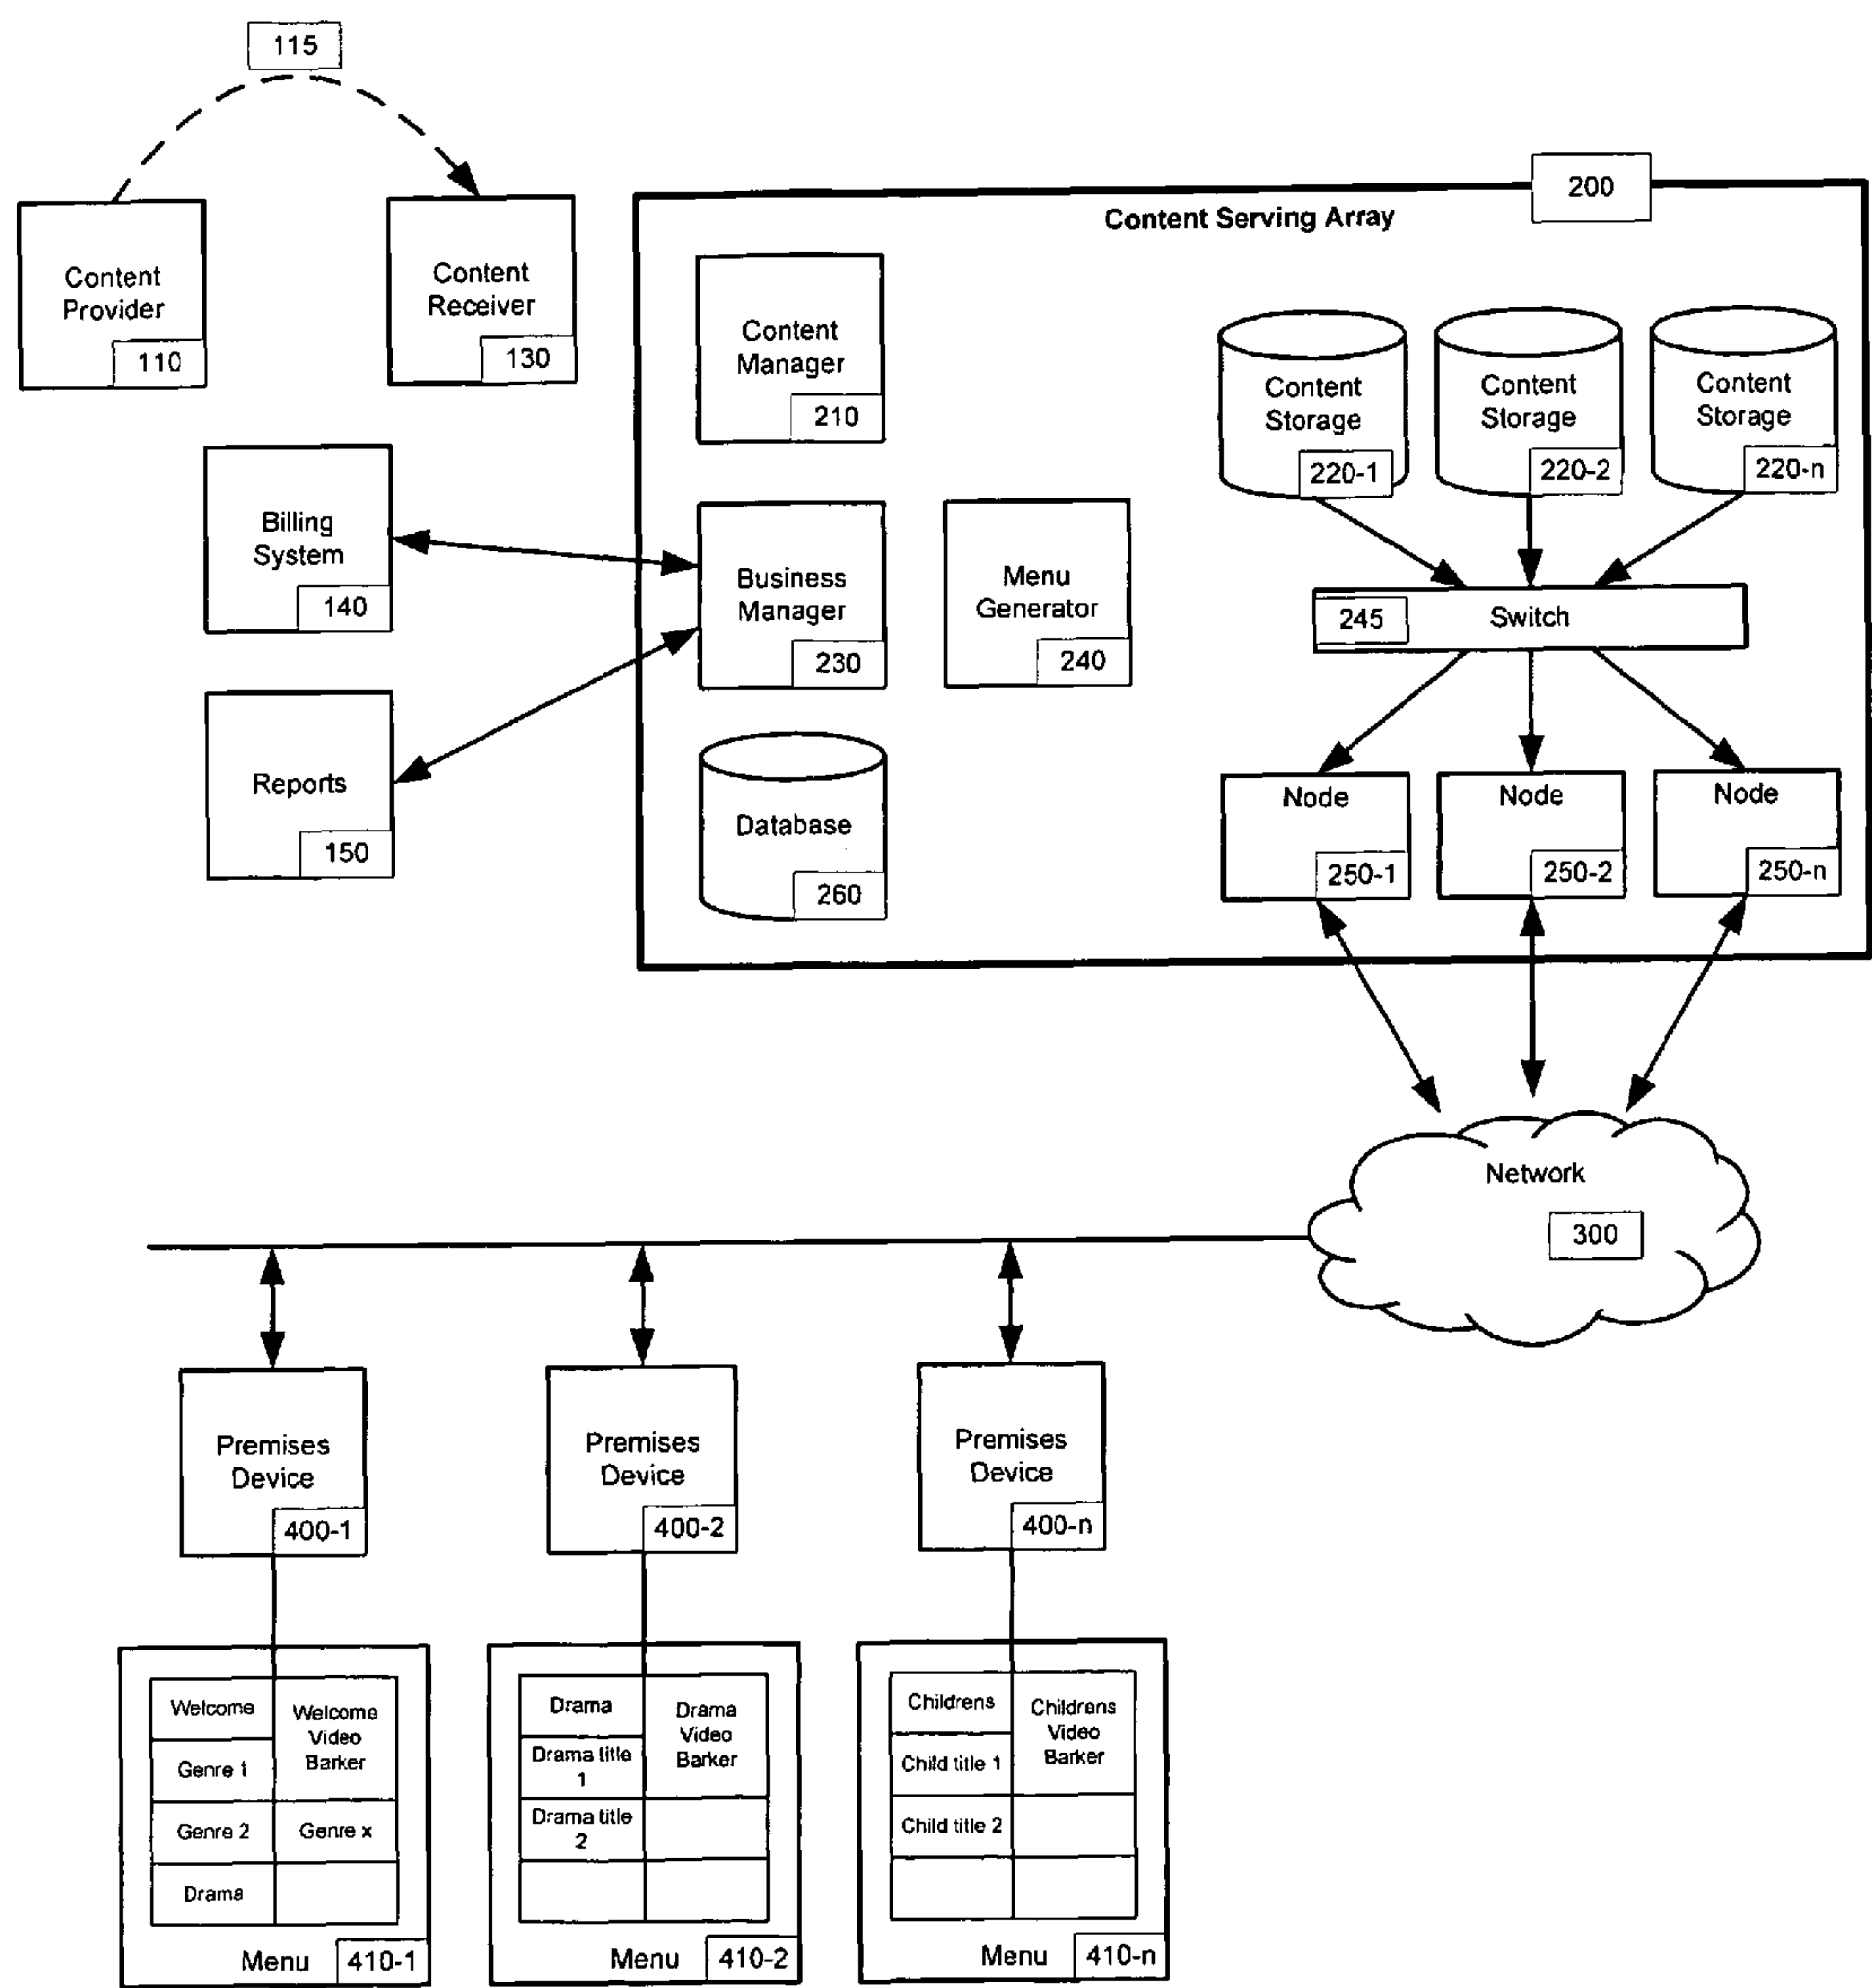 115
200
Content Serving Array
Content
Provider
110
Content
Receiver
130
Content
Manager
210
Content
Storage
220-1
Content
Storage
220-2
Content
Storage
220-n
Billing
System
140
Business
Manager
230
Menu
Generator
240
245
Switch
Reports
150
Database
260
Node
250-1
Node
250-2
Node
250-n
Network
300
Premises
Device
400-1
Premises
Device
400-2
Premises
Device
400-n
Welcome
Welcome
Video
Barker
Genre 1
Genre 2
Genre x
Drama
Menu
410-1
Drama
Drama
Video
Barker
Drama title
1
Drama title
2
Menu
410-2
Childrens
Childrens
Video
Barker
Child title 1
Child title 2
Menu
410-n